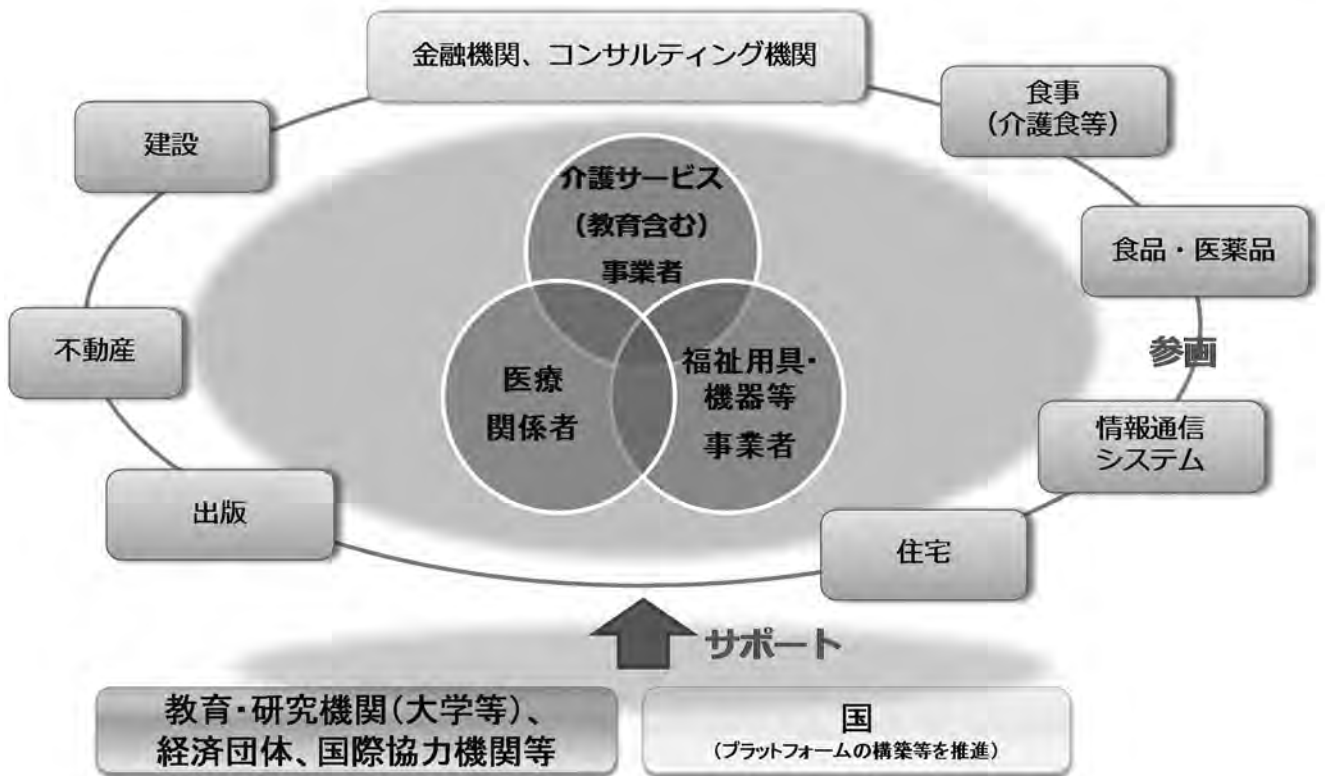 金融機関、コンサルティング機関
食事
（介護食等）
建設
介護サービス
（教育含む）
事業者
食品・医薬品
不動産
参画
医療
関係者
福祉用具・
機器等
事業者
情報通信
システム
出版
住宅
サポート
教育・研究機関（大学等）、
経済団体、国際協力機関等
国
（プラットフォームの構築等を推進）